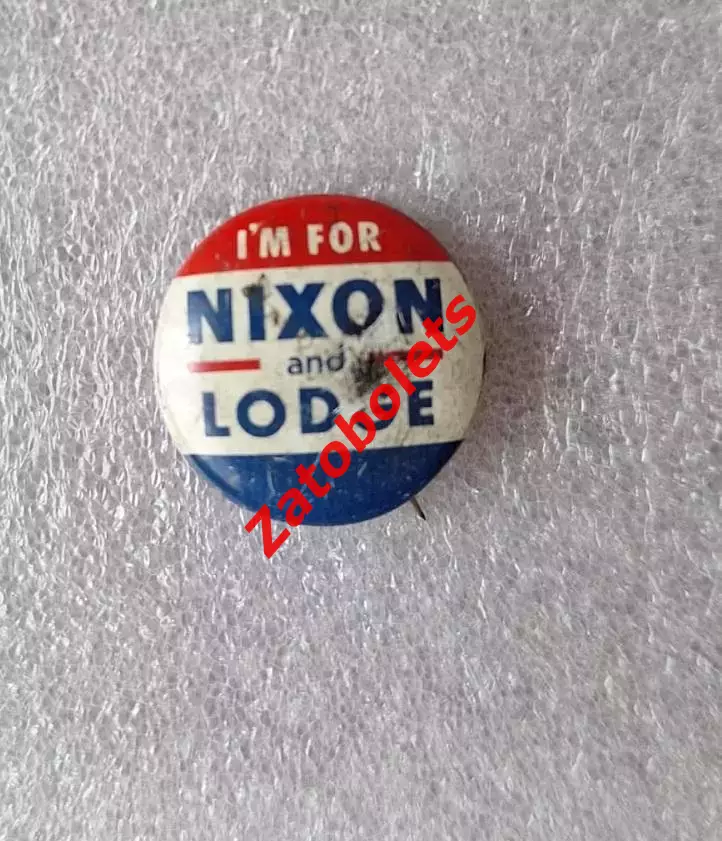 I'M FOR
NIXON
and
LODGE
Zatobolets